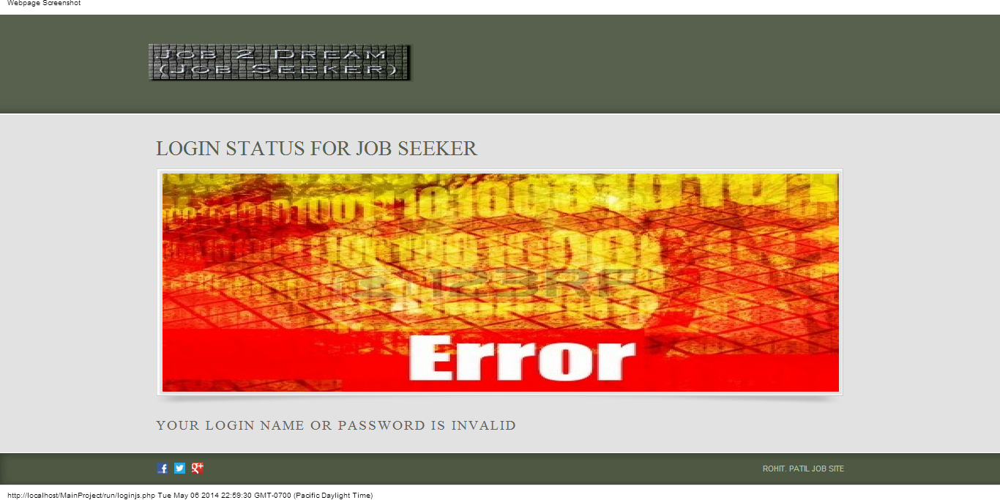 Webpage Screenshot
Job 2 Dream
(Job Seeker)
LOGIN STATUS FOR JOB SEEKER
123RF
Error
YOUR LOGIN NAME OR PASSWORD IS INVALID
ROHIT. PATIL JOB SITE
http://localhost/MainProject/run/loginjs.php Tue May 06 2014 22:59:30 GMT-0700 (Pacific Daylight Time)